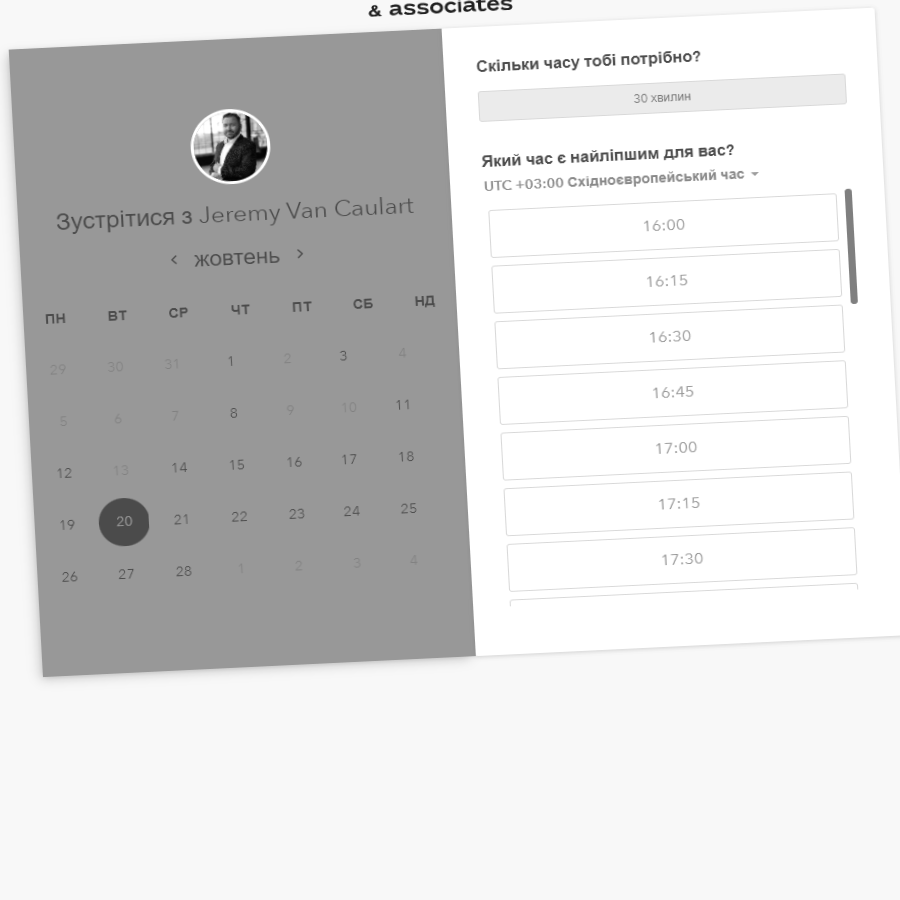 & associates
Зустрітися з Jeremy Van Caulart
жовтень
ПН ВТ СР ЧТ ПТ СБ НД
29 30 31 1 2 3 4
5 6 7 8 9 10 11
12 13 14 15 16 17 18
19 20 21 22 23 24 25
26 27 28 1 2 3 4
Скільки часу тобі потрібно?
30 хвилин
Який час є найліпшим для вас?
UTC +03:00 Східноєвропейський час
16:00
16:15
16:30
16:45
17:00
17:15
17:30